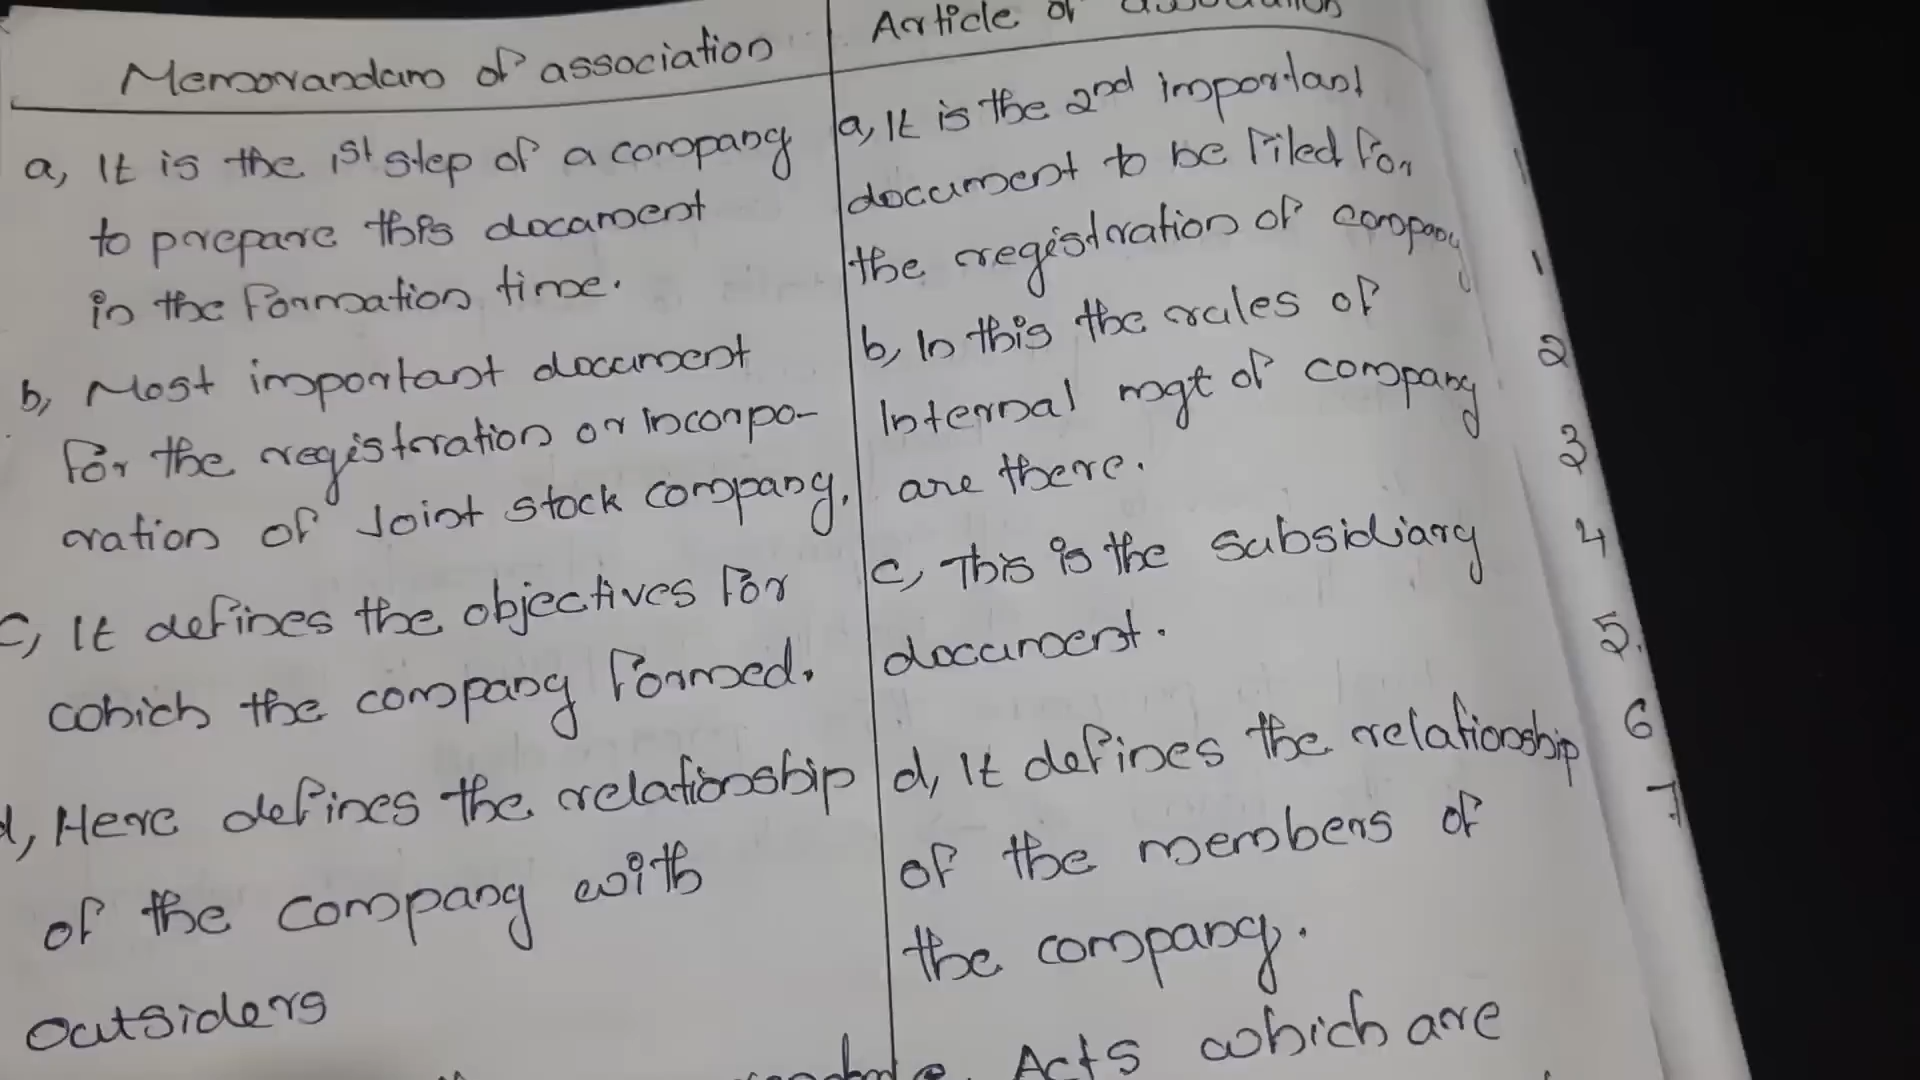 Memorandum of association
a, It is the 1st step of a company
to prepare this document
in the formation time.
b, Most important document
for the registration or Incorpo-
ration of Joint stock company.
c, It defines the objectives for
which the company formed.
d, Here defines the relationship
of the company with
outsiders
Article of association
a, It is the 2nd important
document to be filed for
the registration of company
b, In this the rules of
Internal mgt of company
are there.
c, This is the subsidiary
document.
d, It defines the relationship
of the members of
the company.
Acts which are
1
1
2
3
4
5.
6
7